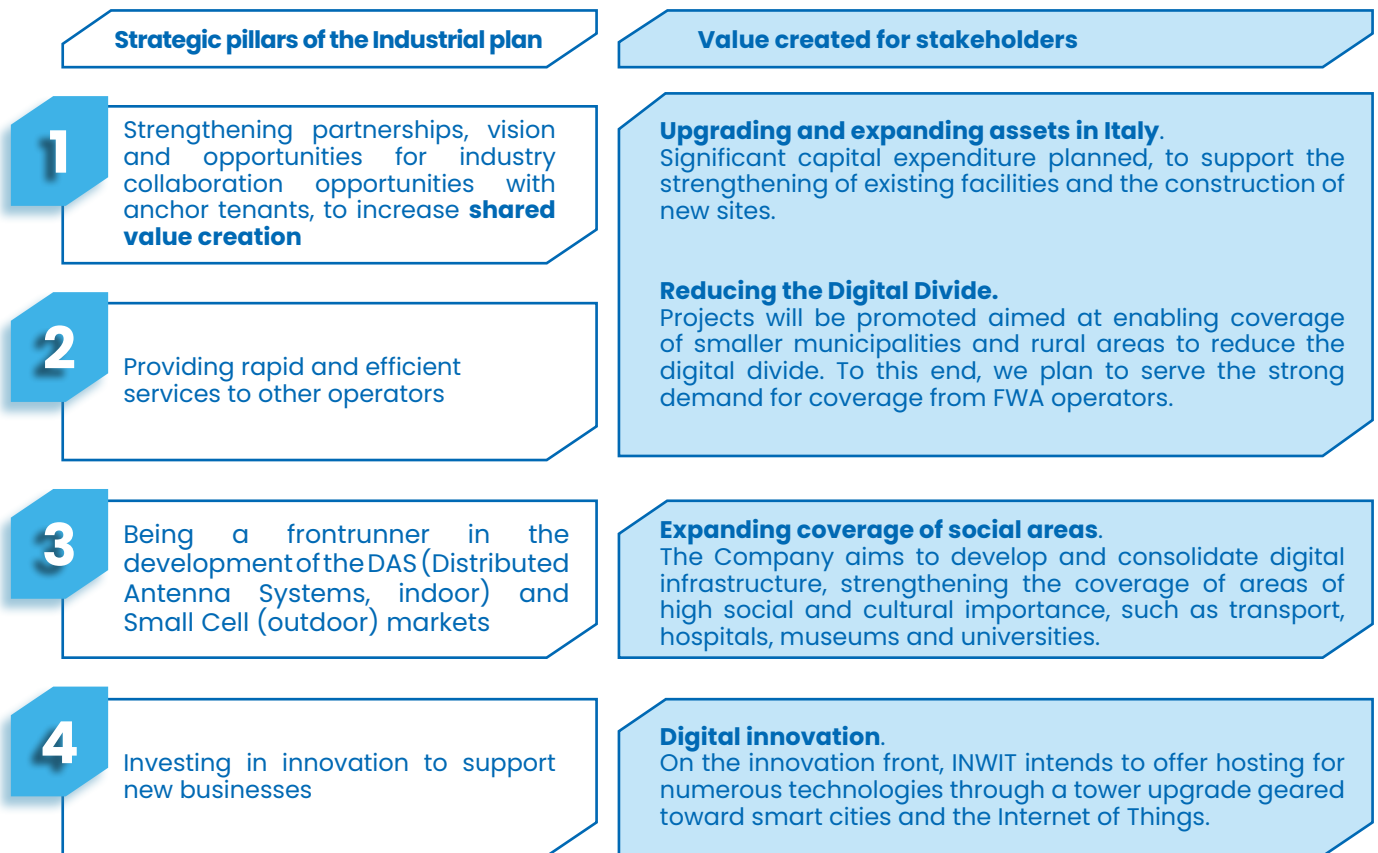 Strategic pillars of the Industrial plan
Value created for stakeholders
1
Strengthening partnerships, vision
and opportunities for industry
collaboration opportunities with
anchor tenants, to increase shared
value creation
2
Providing rapid and efficient
services to other operators
Upgrading and expanding assets in Italy.
Significant capital expenditure planned, to support the
strengthening of existing facilities and the construction of
new sites.
Reducing the Digital Divide.
Projects will be promoted aimed at enabling coverage
of smaller municipalities and rural areas to reduce the
digital divide. To this end, we plan to serve the strong
demand for coverage from FWA operators.
3
Being a frontrunner in the
development of the DAS (Distributed
Antenna Systems, indoor) and
Small Cell (outdoor) markets
Expanding coverage of social areas.
The Company aims to develop and consolidate digital
infrastructure, strengthening the coverage of areas of
high social and cultural importance, such as transport,
hospitals, museums and universities.
4
Investing in innovation to support
new businesses
Digital innovation.
On the innovation front, INWIT intends to offer hosting for
numerous technologies through a tower upgrade geared
toward smart cities and the Internet of Things.